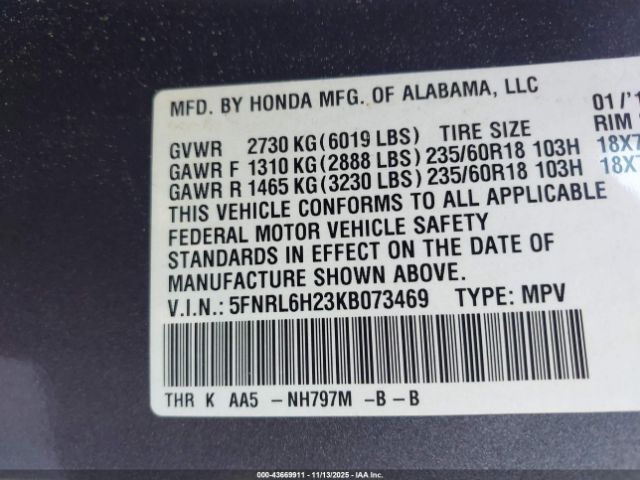 MFD. BY HONDA MFG. OF ALABAMA, LLC 01/'1
GVWR 2730 KG(6019 LBS) TIRE SIZE RIM
GAWR F 1310 KG (2888 LBS) 235/60R18 103H 18X7
GAWR R 1465 KG (3230 LBS) 235/60R18 103H 18X7
THIS VEHICLE CONFORMS TO ALL APPLICABLE
FEDERAL MOTOR VEHICLE SAFETY
STANDARDS IN EFFECT ON THE DATE OF
MANUFACTURE SHOWN ABOVE.
V.I.N.: 5FNRL6H23KB073469 TYPE: MPV
THR K AA5 -NH797M -B -B
000-43669911 - 11/13/2025 - IAA Inc.